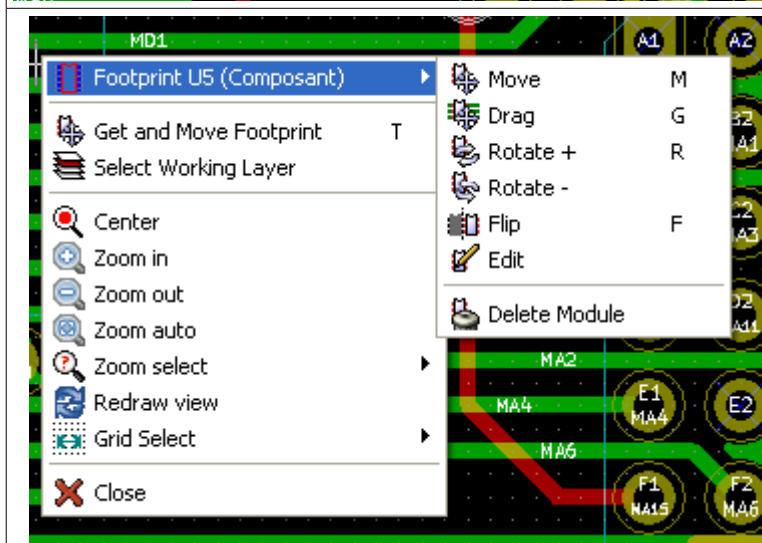 MD1
A1 A2
Footprint U5 (Composant)
Get and Move Footprint T
Select Working Layer
Center
Zoom in
Zoom out
Zoom auto
Zoom select
Redraw view
Grid Select
Close
Move M
Drag G
Rotate + R
Rotate -
Flip F
Edit
Delete Module
MA2
MA4
MA6
E1
MA4
E2
F1
MA15
F2
MA6